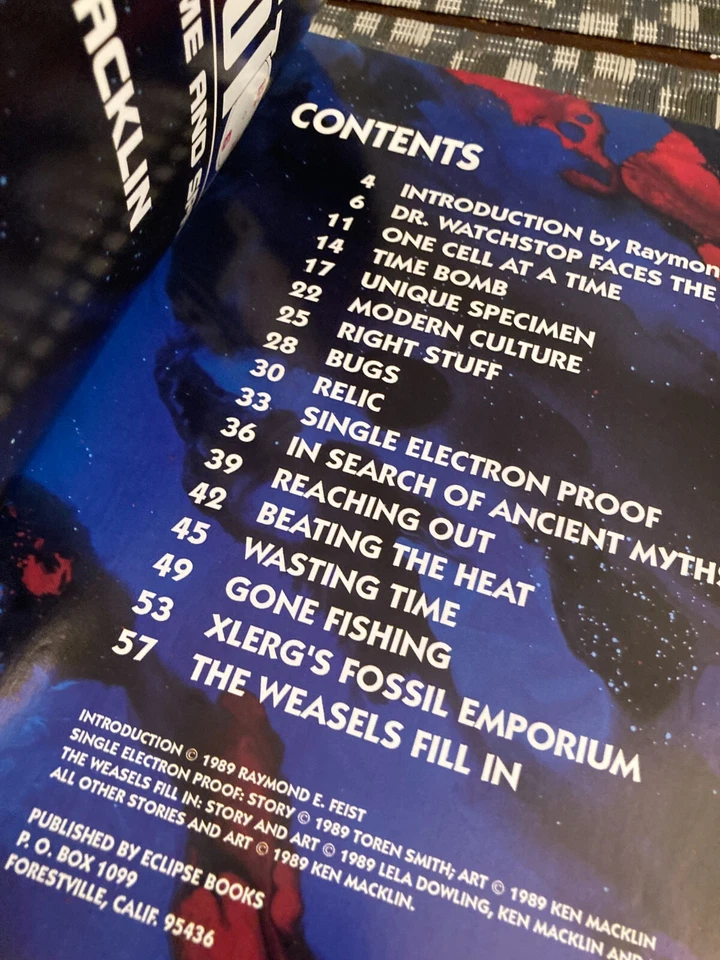 ACKLIN
ME AND SP
CONTENTS
4 INTRODUCTION by Raymon
6 DR. WATCHSTOP FACES THE
11 ONE CELL AT A TIME
14 TIME BOMB
17 UNIQUE SPECIMEN
22 MODERN CULTURE
25 RIGHT STUFF
28 BUGS
30 RELIC
33 SINGLE ELECTRON PROOF
36 IN SEARCH OF ANCIENT MYTH
39 REACHING OUT
42 BEATING THE HEAT
45 WASTING TIME
49 GONE FISHING
53 XLERG'S FOSSIL EMPORIUM
57 THE WEASELS FILL IN
INTRODUCTION © 1989 RAYMOND E. FEIST
SINGLE ELECTRON PROOF: STORY © 1989 TOREN SMITH; ART © 1989 KEN MACKLIN
THE WEASELS FILL IN: STORY AND ART © 1989 LELA DOWLING, KEN MACKLIN AND
ALL OTHER STORIES AND ART © 1989 KEN MACKLIN.
PUBLISHED BY ECLIPSE BOOKS
P. O. BOX 1099
FORESTVILLE, CALIF. 95436